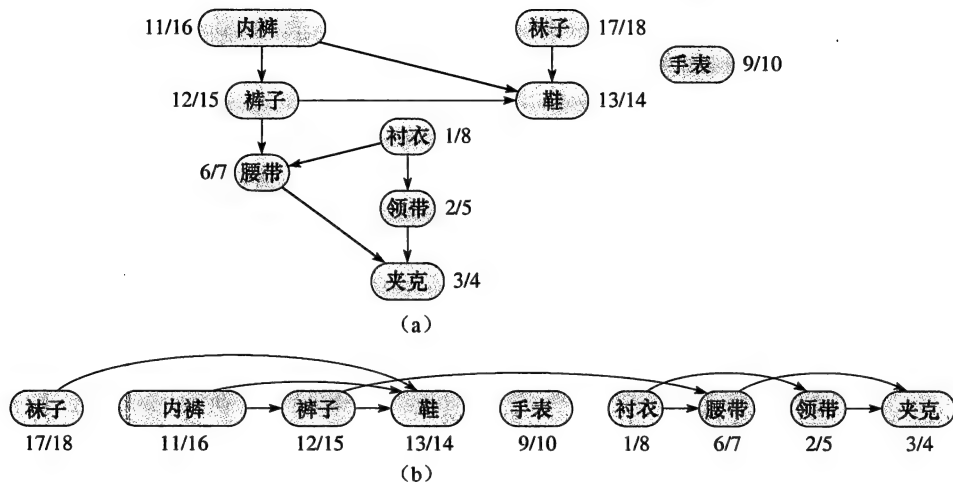 11/16 内裤 袜子 17/18
手表 9/10
12/15 裤子 鞋 13/14
衬衣 1/8
6/7 腰带
领带 2/5
夹克 3/4
(a)
袜子 内裤 裤子 鞋 手表 衬衣 腰带 领带 夹克
17/18 11/16 12/15 13/14 9/10 1/8 6/7 2/5 3/4
(b)